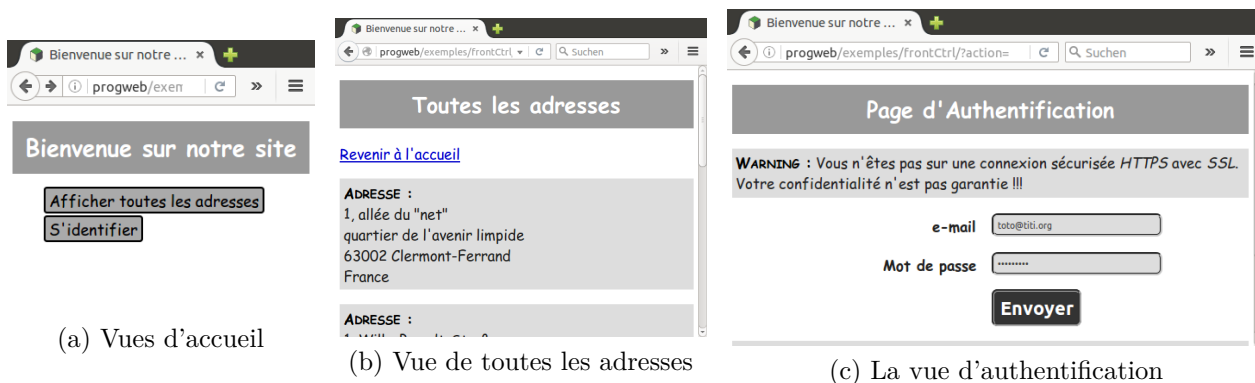 Bienvenue sur notre ... ×
progweb/exem
»
Bienvenue sur notre site
Afficher toutes les adresses
S'identifier
(a) Vues d'accueil
Bienvenue sur notre ... ×
progweb/exemples/frontCtrl/
Suchen
»
Toutes les adresses
Revenir à l'accueil
ADRESSE :
1, allée du "net"
quartier de l'avenir limpide
63002 Clermont-Ferrand
France
ADRESSE :
(b) Vue de toutes les adresses
Bienvenue sur notre ... ×
progweb/exemples/frontCtrl/?action=
Suchen
»
Page d'Authentification
WARNING : Vous n'êtes pas sur une connexion sécurisée HTTPS avec SSL.
Votre confidentialité n'est pas garantie !!!
e-mail toto@titi.org
Mot de passe •••••••••
Envoyer
(c) La vue d'authentification